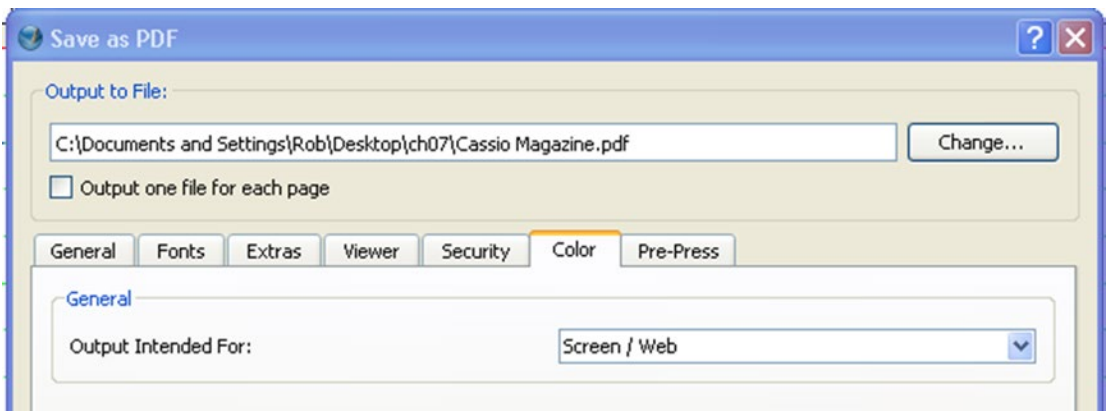 Save as PDF
Output to File:
C:\Documents and Settings\Rob\Desktop\ch07\Cassio Magazine.pdf Change...
Output one file for each page
General Fonts Extras Viewer Security Color Pre-Press
General
Output Intended For: Screen / Web